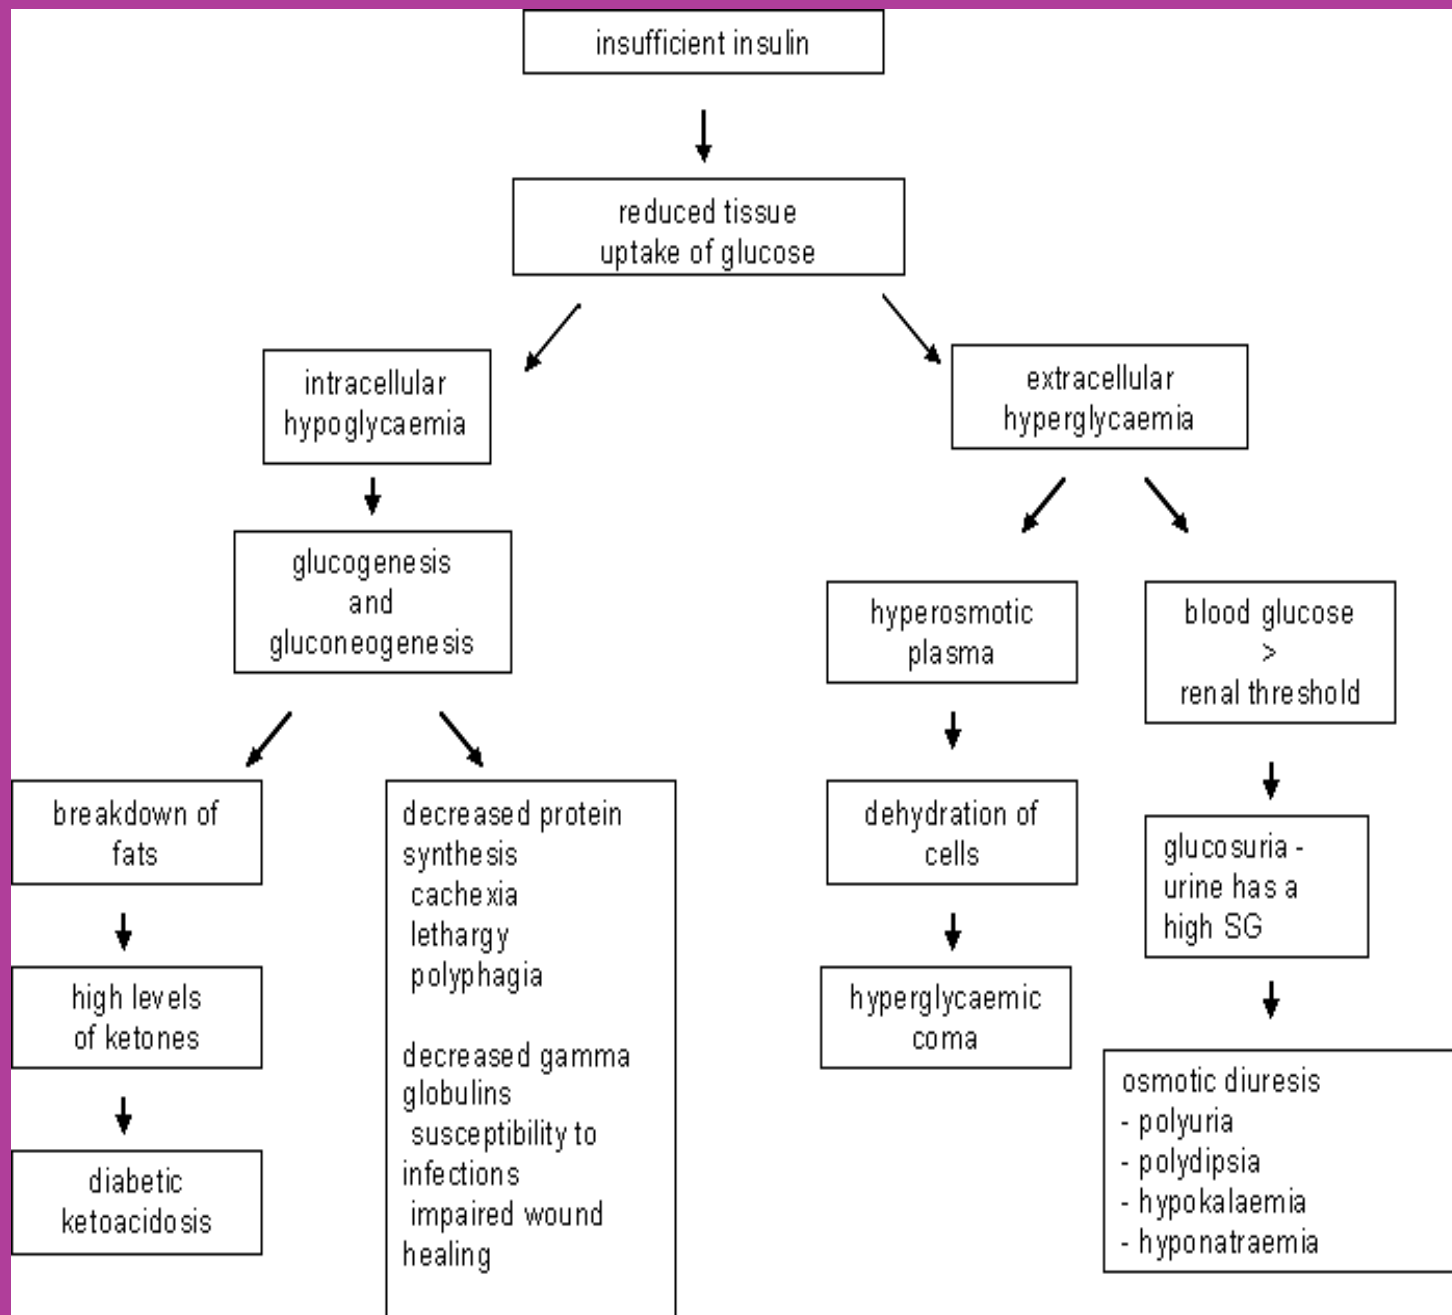 insufficient insulin
reduced tissue
uptake of glucose
intracellular
hypoglycaemia
extracellular
hyperglycaemia
glucogenesis
and
gluconeogenesis
hyperosmotic
plasma
blood glucose
>
renal threshold
breakdown of
fats
decreased protein
synthesis
cachexia
lethargy
polyphagia
decreased gamma
globulins
susceptibility to
infections
impaired wound
healing
dehydration of
cells
glucosuria -
urine has a
high SG
high levels
of ketones
hyperglycaemic
coma
osmotic diuresis
- polyuria
- polydipsia
- hypokalaemia
- hyponatraemia
diabetic
ketoacidosis